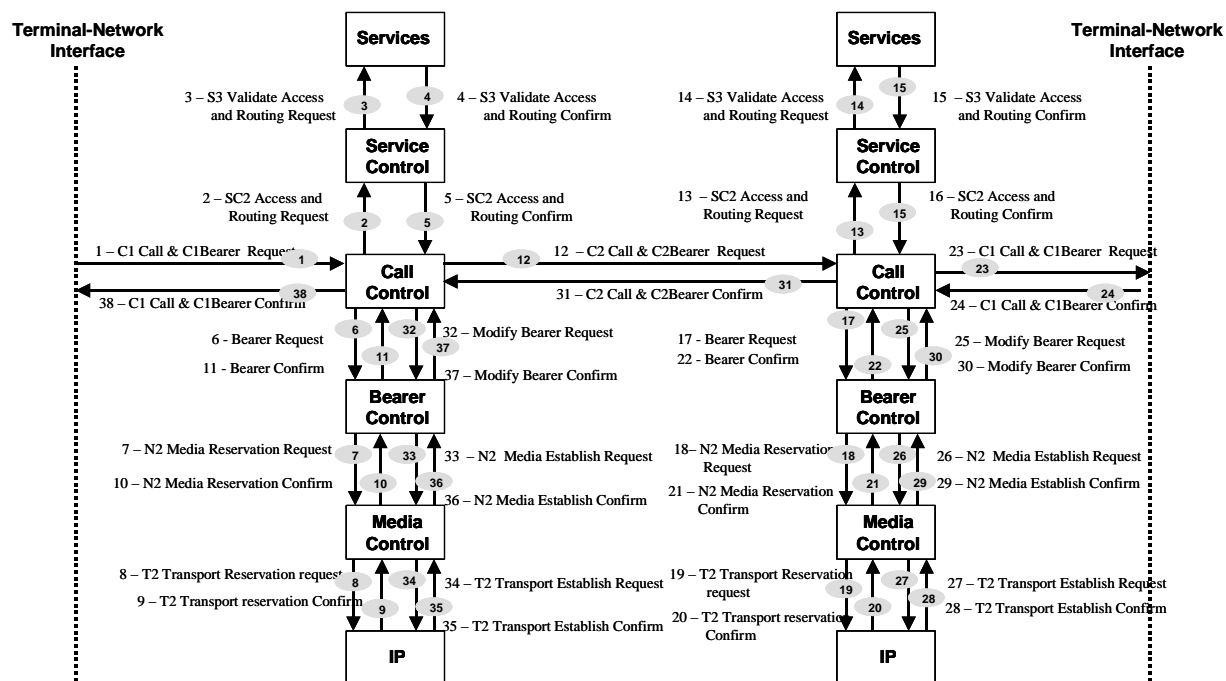 Terminal-Network
Interface
Services
Services
Terminal-Network
Interface
3 – S3 Validate Access
and Routing Request
3
4
4 – S3 Validate Access
and Routing Confirm
14 – S3 Validate Access
and Routing Request
14
15
15 – S3 Validate Access
and Routing Confirm
Service
Control
Service
Control
2 – SC2 Access and
Routing Request
2
5
5 – SC2 Access and
Routing Confirm
13 – SC2 Access and
Routing Request
13
15
16 – SC2 Access and
Routing Confirm
1 – C1 Call & C1Bearer Request
1
12 – C2 Call & C2Bearer Request
12
23 – C1 Call & C1Bearer Request
23
Call
Control
Call
Control
38 – C1 Call & C1Bearer Confirm
38
31 – C2 Call & C2Bearer Confirm
31
24 – C1 Call & C1Bearer Confirm
24
6 - Bearer Request
11 - Bearer Confirm
6
11
32
37
32 – Modify Bearer Request
37 – Modify Bearer Confirm
17 - Bearer Request
22 - Bearer Confirm
17
22
25
30
25 – Modify Bearer Request
30 – Modify Bearer Confirm
Bearer
Control
Bearer
Control
7 – N2 Media Reservation Request
10 – N2 Media Reservation Confirm
7
10
33
36
33 – N2 Media Establish Request
36 – N2 Media Establish Confirm
18– N2 Media Reservation
Request
21 – N2 Media Reservation
Confirm
18
21
26
29
26 – N2 Media Establish Request
29 – N2 Media Establish Confirm
Media
Control
Media
Control
8 – T2 Transport Reservation request
9 – T2 Transport reservation Confirm
8
9
34
35
34 – T2 Transport Establish Request
35 – T2 Transport Establish Confirm
19 – T2 Transport Reservation
request
20 – T2 Transport reservation
Confirm
19
20
27
28
27 – T2 Transport Establish Request
28 – T2 Transport Establish Confirm
IP
IP